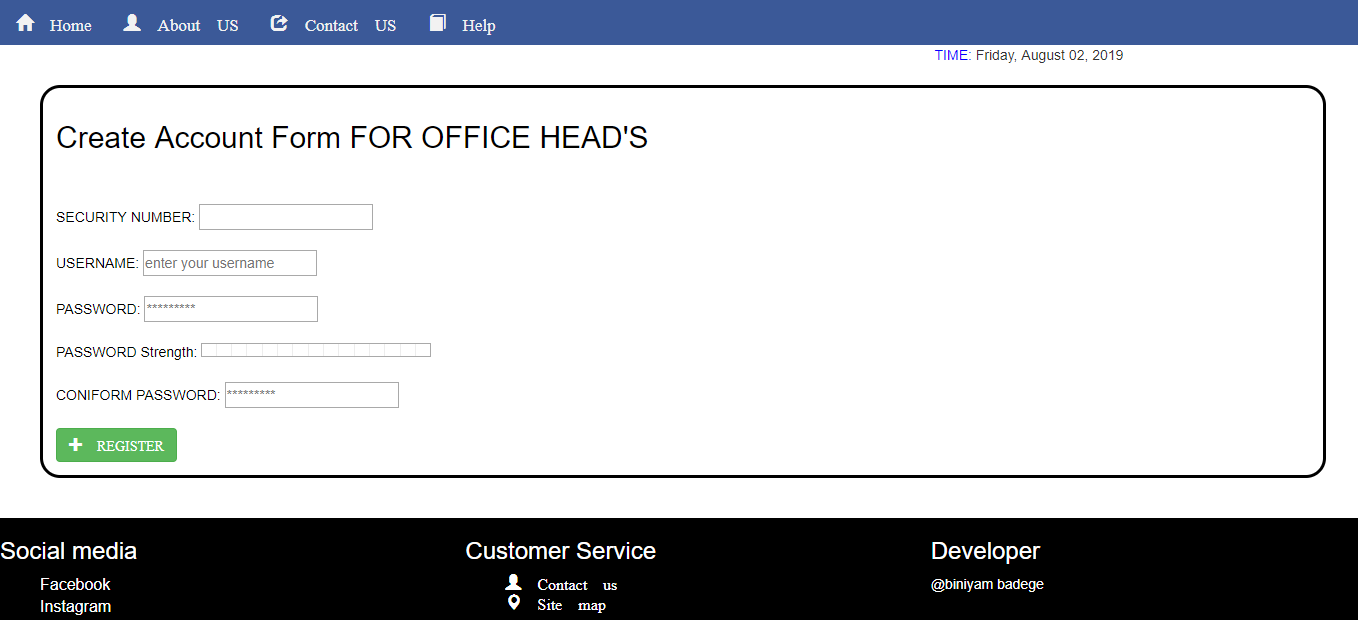 Home About US Contact US Help
TIME: Friday, August 02, 2019
Create Account Form FOR OFFICE HEAD'S
SECURITY NUMBER:
USERNAME: enter your username
PASSWORD: *********
PASSWORD Strength:
CONIFORM PASSWORD: *********
REGISTER
Social media
Facebook
Instagram
Customer Service
Contact us
Site map
Developer
@biniyam badege